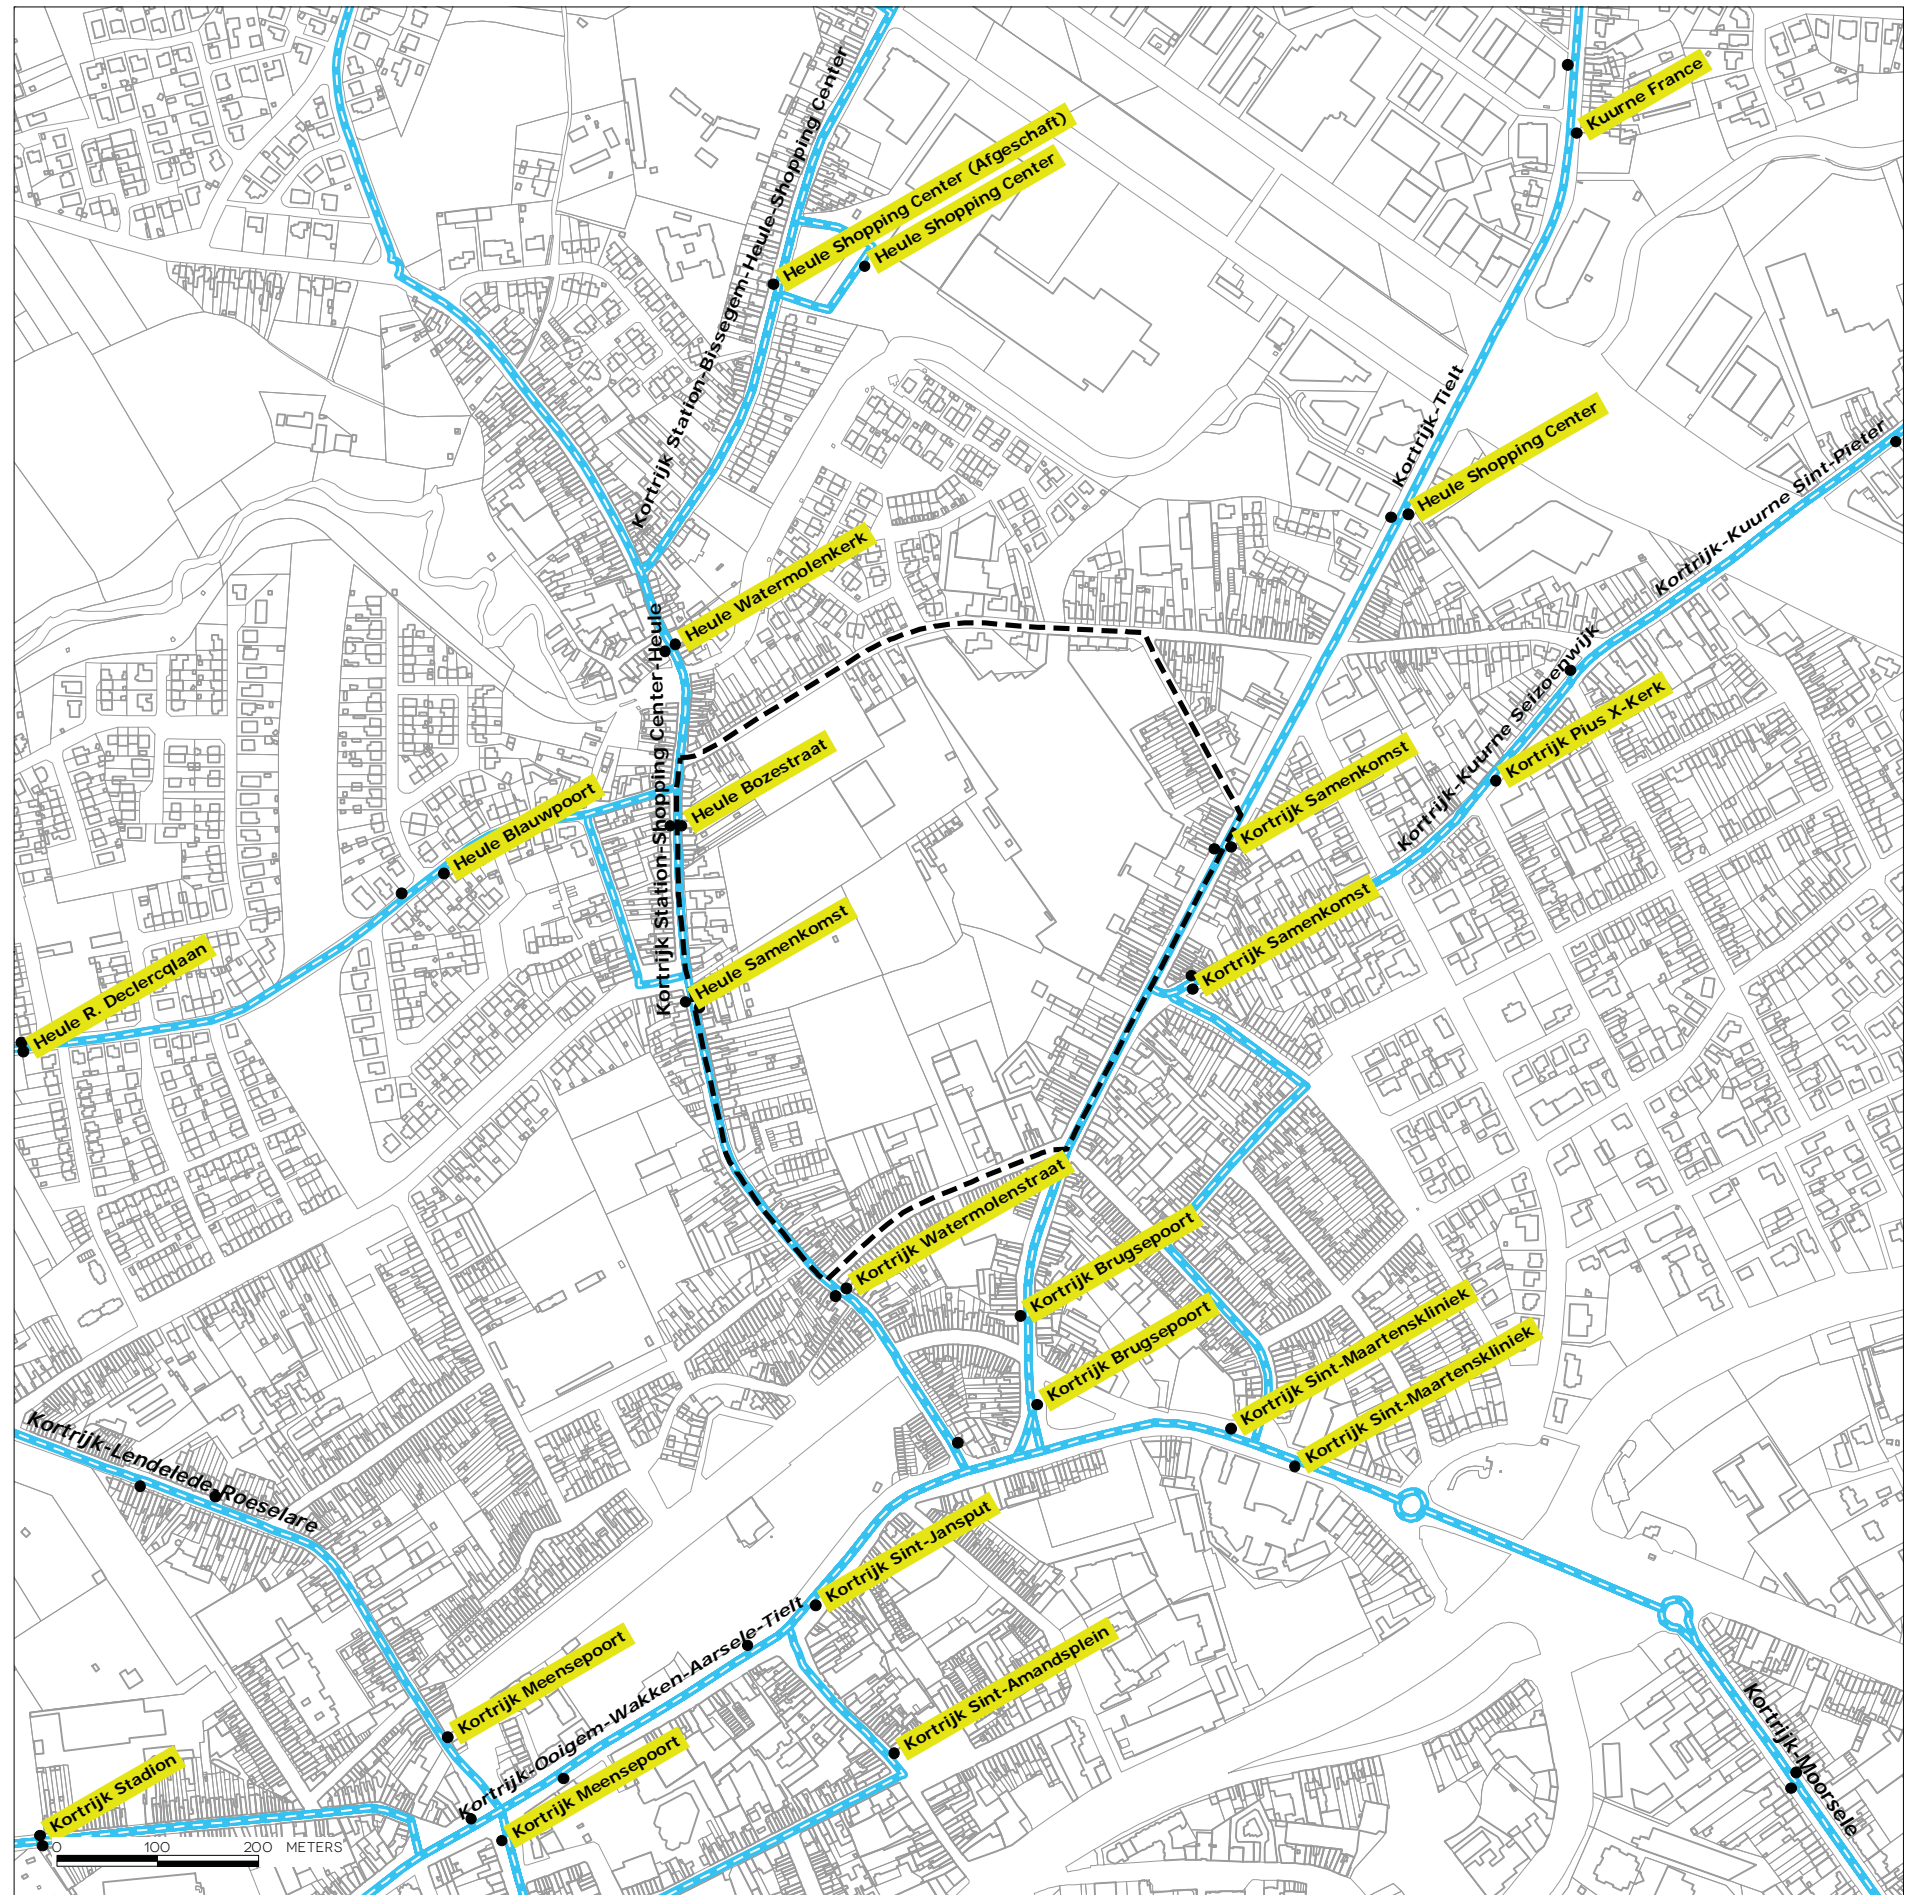 Kuurne France
Kortrijk Station-Bissegem-Heule-Shopping Center
Heule Shopping Center (Afgeschaft)
Heule Shopping Center
Kortrijk-Tielt
Heule Shopping Center
Kortrijk-Kuurne Sint-Pieter
Heule Watermolenkerk
Kortrijk Station-Shopping Center-Heule
Kortrijk-Kuurne Seizoenwijk
Kortrijk Pius X-Kerk
Heule Bozestraat
Kortrijk Samenkomst
Heule Blauwpoort
Kortrijk Samenkomst
Heule Samenkomst
Heule R. Declercqlaan
Kortrijk Watermolenstraat
Kortrijk Brugsepoort
Kortrijk Brugsepoort
Kortrijk Sint-Maartenskliniek
Kortrijk Sint-Maartenskliniek
Kortrijk-Lendelede-Roeselare
Kortrijk Sint-Jansput
Kortrijk-Ooigem-Wakken-Aarsele-Tielt
Kortrijk Meensepoort
Kortrijk Sint-Amandsplein
Kortrijk Meensepoort
Kortrijk-Moorsele
Kortrijk Stadion
0 100 200 METERS